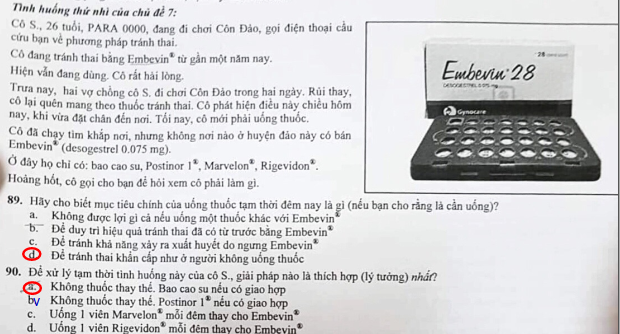 Tình huống thứ nhì của chủ đề 7:
Cô S., 26 tuổi, PARA 0000, đang đi chơi Côn Đảo, gọi điện thoại cầu
cứu bạn về phương pháp tránh thai.
Cô đang tránh thai bằng Embevin® từ gần một năm nay.
Hiện vẫn đang dùng. Cô rất hài lòng.
Trưa nay, hai vợ chồng cô S. đi chơi Côn Đảo trong hai ngày. Rủi thay,
cô lại quên mang theo thuốc tránh thai. Cô phát hiện điều này chiều hôm
nay, khi vừa đặt chân đến nơi. Tối nay, cô mới phải uống thuốc.
Cô đã chạy tìm khắp nơi, nhưng không nơi nào ở huyện đảo này có bán
Embevin® (desogestrel 0.075 mg).
Ở đây họ chỉ có: bao cao su, Postinor 1®, Marvelon®, Rigevidon®.
Hoảng hốt, cô gọi cho bạn để hỏi xem cô phải làm gì.
Embevin® 28
DESOGESTREL 0.075 mg
28
Gynocare
89. Hãy cho biết mục tiêu chính của uống thuốc tạm thời đêm nay là gì (nếu bạn cho rằng là cần uống)?
a. Không được lợi gì cả nếu uống một thuốc khác với Embevin®
b. Để duy trì hiệu quả tránh thai đã có từ trước bằng Embevin®
c. Để tránh khả năng xảy ra xuất huyết do ngưng Embevin®
d. Để tránh thai khẩn cấp như ở người không uống thuốc
90. Để xử lý tạm thời tình huống này của cô S., giải pháp nào là thích hợp (lý tưởng) nhất?
a. Không thuốc thay thế. Bao cao su nếu có giao hợp
b. Không thuốc thay thế. Postinor 1® nếu có giao hợp
c. Uống 1 viên Marvelon® mỗi đêm thay cho Embevin®
d. Uống 1 viên Rigevidon® mỗi đêm thay cho Embevin®